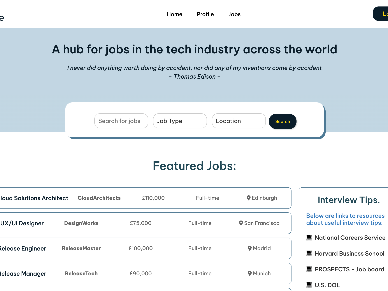 Home Profile Jobs
A hub for jobs in the tech industry across the world
I never did anything worth doing by accident, nor did any of my inventions come by accident
- Thomas Edison -
Search for jobs Job Type Location Search
Featured Jobs:
loud Solutions Architect CloudArchitects £110,000 Full-time Edinburgh
UX/UI Designer DesignWorks £75,000 Full-time San Francisco
Release Engineer ReleaseMaster £100,000 Full-time Madrid
Release Manager ReleaseTech £90,000 Full-time Munich
Interview Tips.
Below are links to resources
about useful interview tips.
National Careers Service
Harvard Business School
PROSPECTS - Job board
U.S. DOL